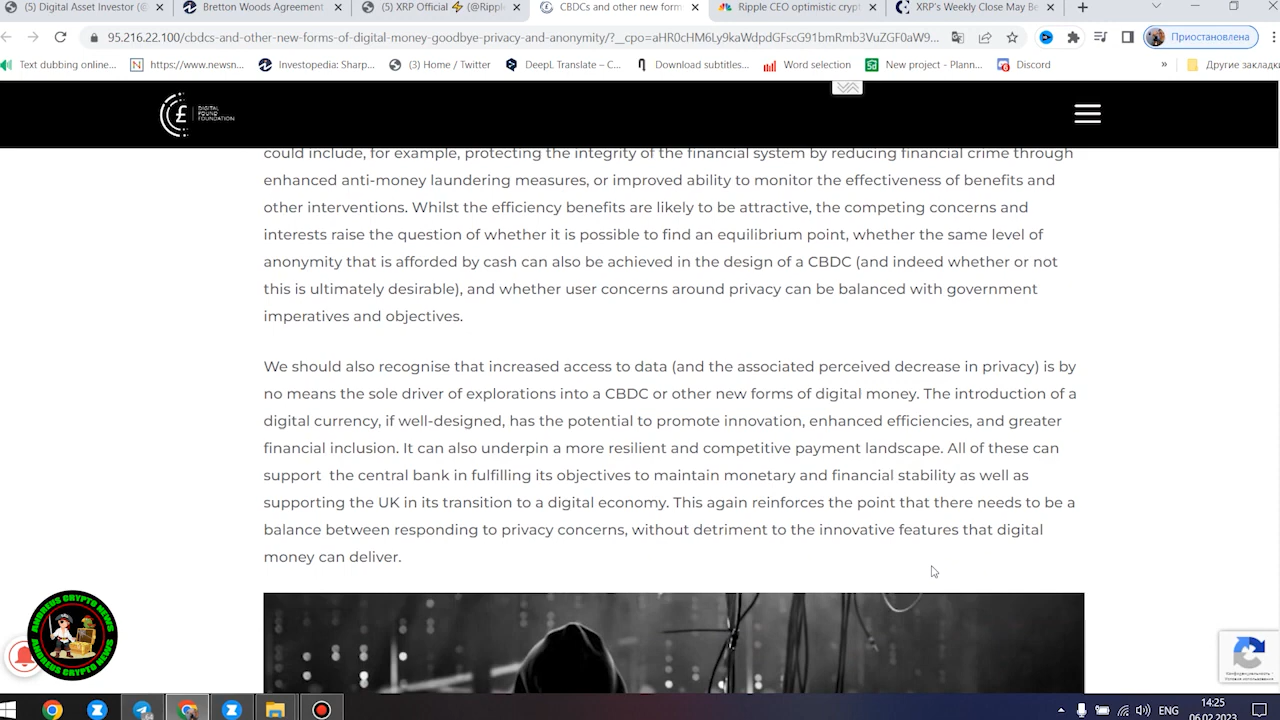 (5) Digital Asset Investor (@
Bretton Woods Agreement
(5) XRP Official ⚡ (@Ripple
CBDCs and other new form
Ripple CEO optimistic crypt
XRP's Weekly Close May Be
95.216.22.100/cbdcs-and-other-new-forms-of-digital-money-goodbye-privacy-and-anonymity/?__cpo=aHR0cHM6Ly9kaWdpdGFscG91bmRmb3VuZGF0aW9...
Приостановлена
Text dubbing online...
https://www.newsn...
Investopedia: Sharp...
(3) Home / Twitter
DeepL Translate – C...
Download subtitles...
Word selection
New project - Plann...
Discord
»
Другие закладки
DIGITAL
POUND
FOUNDATION
could include, for example, protecting the integrity of the financial system by reducing financial crime through
enhanced anti-money laundering measures, or improved ability to monitor the effectiveness of benefits and
other interventions. Whilst the efficiency benefits are likely to be attractive, the competing concerns and
interests raise the question of whether it is possible to find an equilibrium point, whether the same level of
anonymity that is afforded by cash can also be achieved in the design of a CBDC (and indeed whether or not
this is ultimately desirable), and whether user concerns around privacy can be balanced with government
imperatives and objectives.
We should also recognise that increased access to data (and the associated perceived decrease in privacy) is by
no means the sole driver of explorations into a CBDC or other new forms of digital money. The introduction of a
digital currency, if well-designed, has the potential to promote innovation, enhanced efficiencies, and greater
financial inclusion. It can also underpin a more resilient and competitive payment landscape. All of these can
support the central bank in fulfilling its objectives to maintain monetary and financial stability as well as
supporting the UK in its transition to a digital economy. This again reinforces the point that there needs to be a
balance between responding to privacy concerns, without detriment to the innovative features that digital
money can deliver.
ANDREUS CRYPTO NEWS
ANDREUS CRYPTO NEWS
Конфиденциальность -
Условия использования
ENG
14:25
06.02.2023